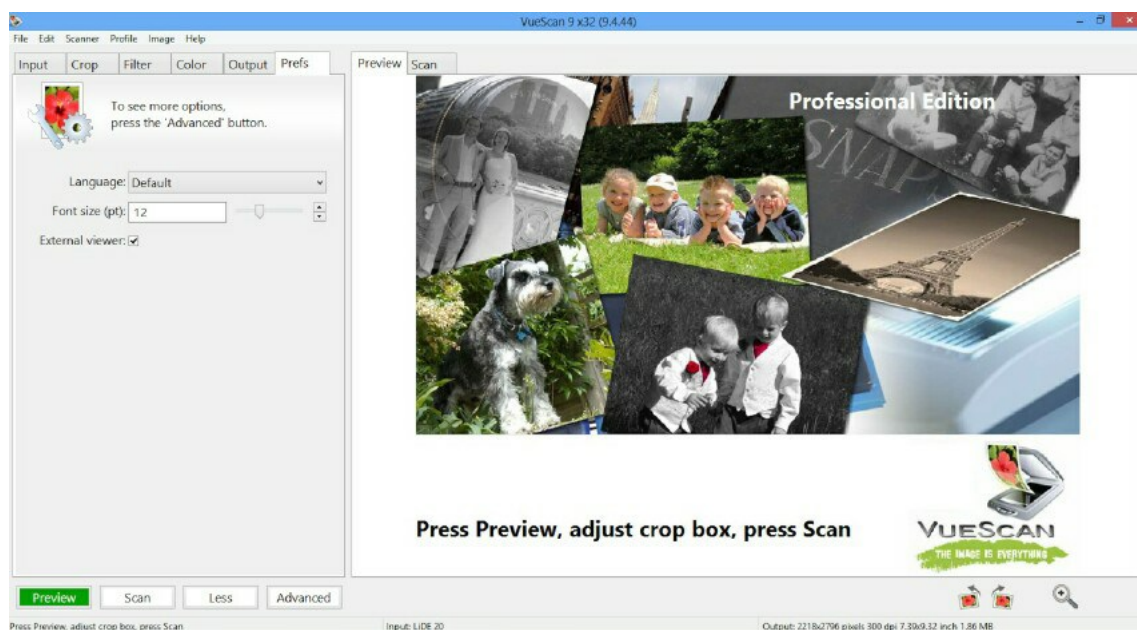 VueScan 9 x32 (9.4.44)
File Edit Scanner Profile Image Help
Input Crop Filter Color Output Prefs
Preview Scan
To see more options,
press the 'Advanced' button.
Language: Default
Font size (pt): 12
External viewer:
Professional Edition
SNAP
Press Preview, adjust crop box, press Scan
VUESCAN
THE IMAGE IS EVERYTHING
Preview Scan Less Advanced
Press Preview, adjust crop box, press Scan
Input: LiDE 20
Output: 2218x2796 pixels 300 dpi 7.39x9.32 inch 1.86 MB